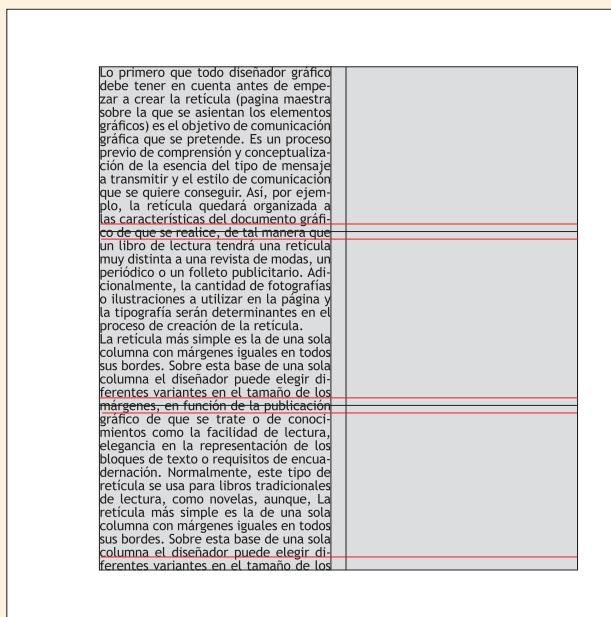 Lo primero que todo diseñador gráfico
debe tener en cuenta antes de empe-
zar a crear la retícula (pagina maestra
sobre la que se asientan los elementos
gráficos) es el objetivo de comunicación
gráfica que se pretende. Es un proceso
previo de comprensión y conceptualiza-
ción de la esencia del tipo de mensaje
a transmitir y el estilo de comunicación
que se quiere conseguir. Así, por ejem-
plo, la retícula quedará organizada a
las características del documento gráfi-
co de que se realice, de tal manera que
un libro de lectura tendrá una retícula
muy distinta a una revista de modas, un
periódico o un folleto publicitario. Adi-
cionalmente, la cantidad de fotografías
o ilustraciones a utilizar en la página y
la tipografía serán determinantes en el
proceso de creación de la retícula.
La retícula más simple es la de una sola
columna con márgenes iguales en todos
sus bordes. Sobre esta base de una sola
columna el diseñador puede elegir di-
ferentes variantes en el tamaño de los
márgenes, en función de la publicación
gráfico de que se trate o de conoci-
mientos como la facilidad de lectura,
elegancia en la representación de los
bloques de texto o requisitos de encua-
dernación. Normalmente, este tipo de
retícula se usa para libros tradicionales
de lectura, como novelas, aunque, La
retícula más simple es la de una sola
columna con márgenes iguales en todos
sus bordes. Sobre esta base de una sola
columna el diseñador puede elegir di-
ferentes variantes en el tamaño de los